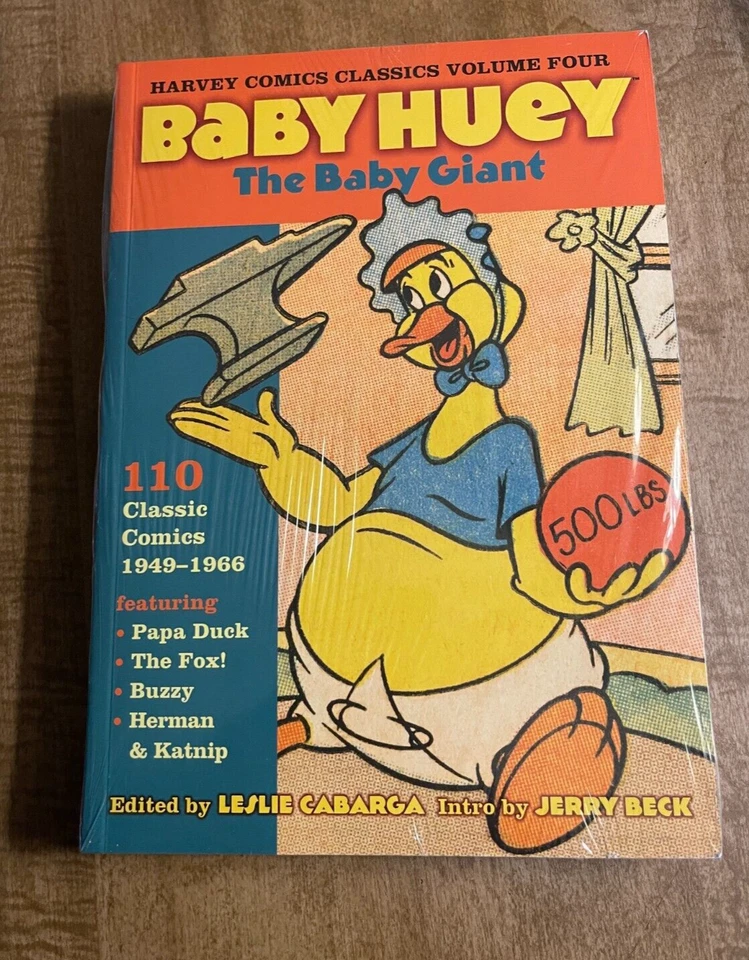 HARVEY COMICS CLASSICS VOLUME FOUR
BABY HUEY™
The Baby Giant
110
Classic
Comics
1949–1966
featuring
• Papa Duck
• The Fox!
• Buzzy
• Herman
& Katnip
500 LBS
Edited by LESLIE CABARGA Intro by JERRY BECK